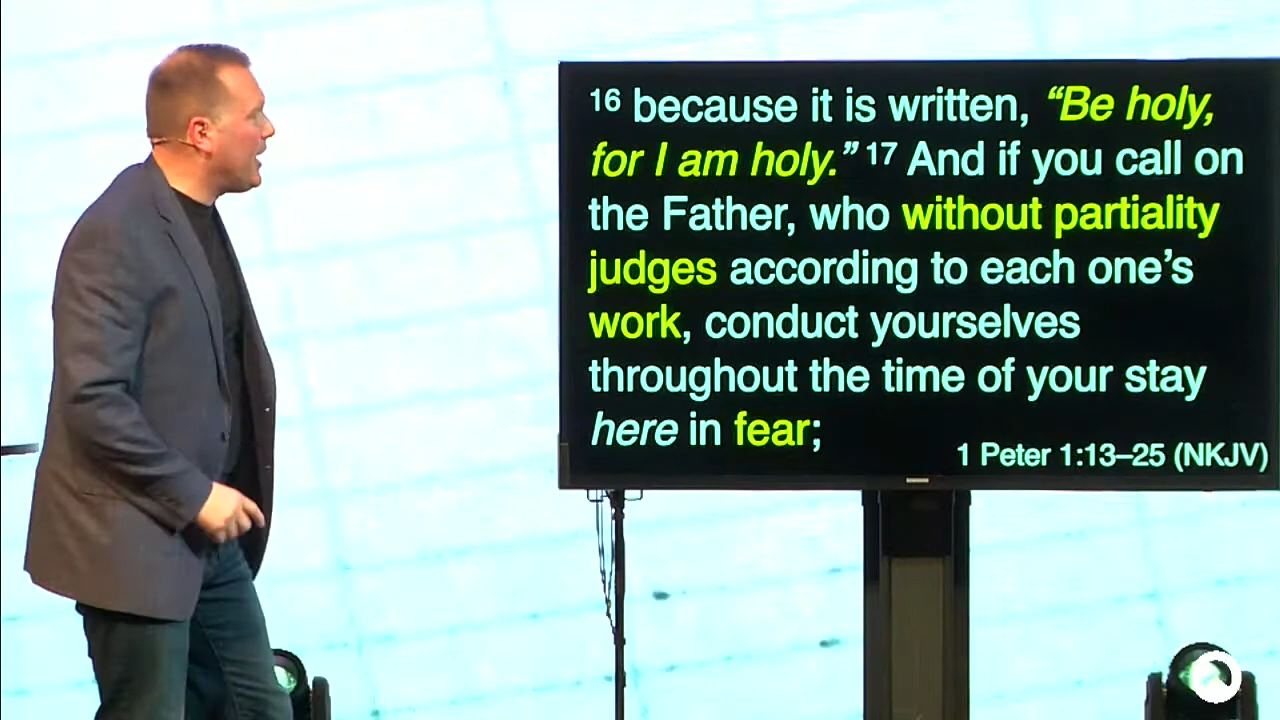 16 because it is written, “Be holy,
for I am holy.” 17 And if you call on
the Father, who without partiality
judges according to each one’s
work, conduct yourselves
throughout the time of your stay
here in fear;
1 Peter 1:13–25 (NKJV)